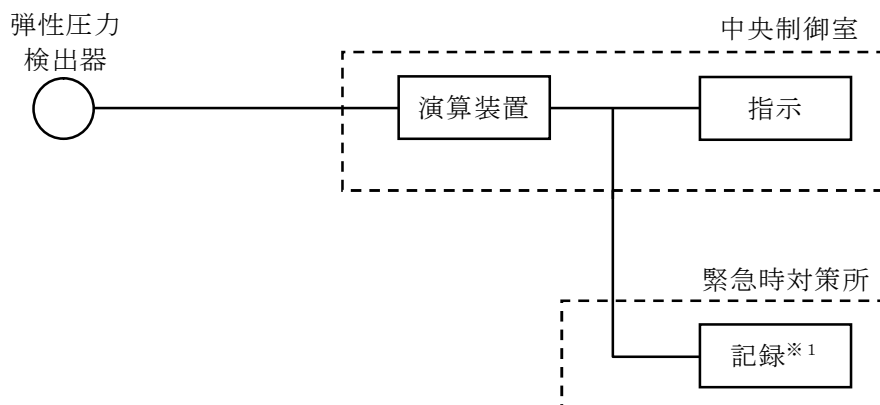 弾性圧力
検出器
中央制御室
演算装置
指示
緊急時対策所
記録※1